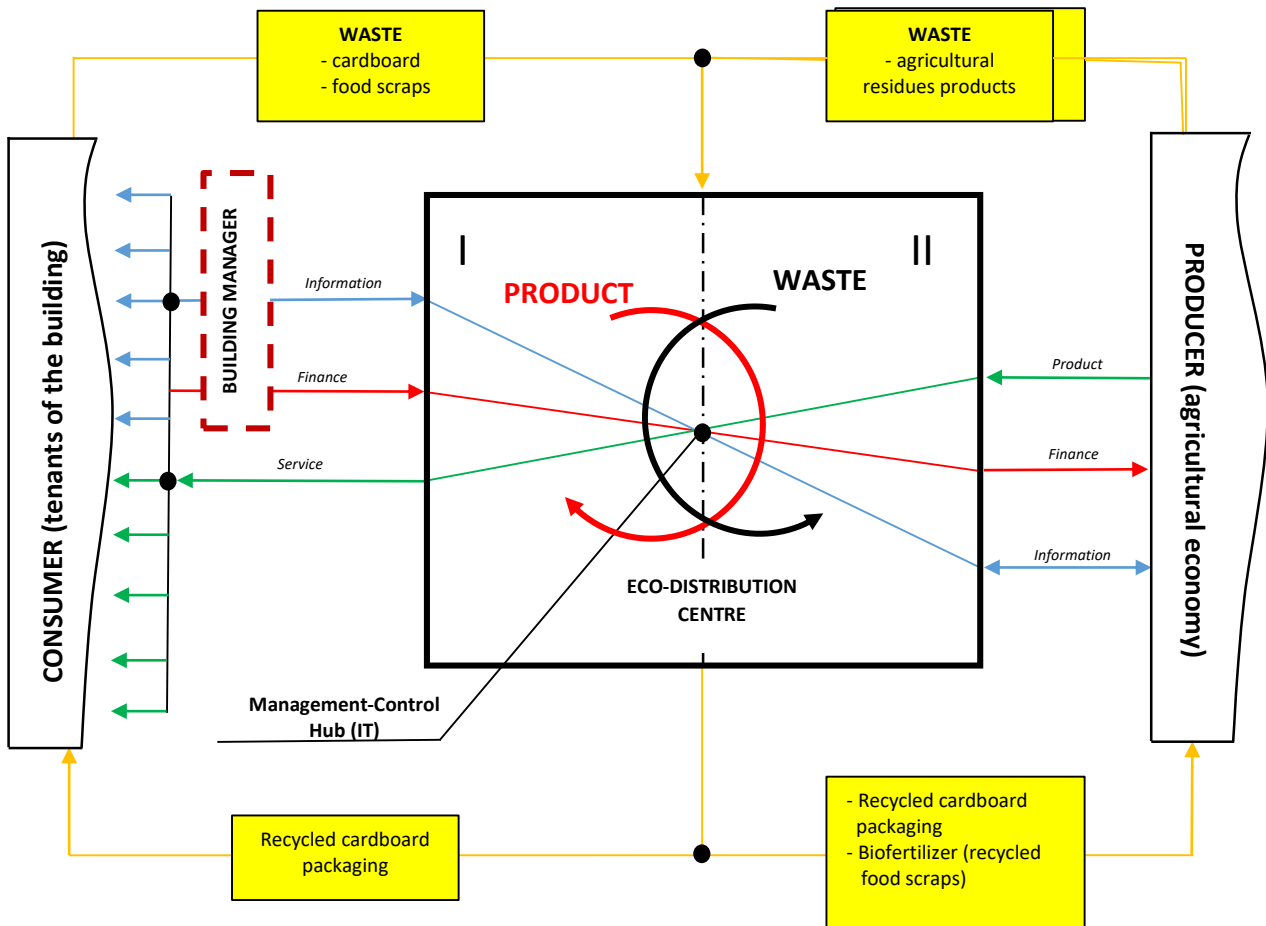 WASTE
- cardboard
- food scraps
WASTE
- agricultural
residues products
CONSUMER (tenants of the building)
BUILDING MANAGER
Information
Finance
Service
I
II
PRODUCT
WASTE
ECO-DISTRIBUTION
CENTRE
Product
Finance
Information
PRODUCER (agricultural economy)
Management-Control
Hub (IT)
Recycled cardboard
packaging
- Recycled cardboard
packaging
- Biofertilizer (recycled
food scraps)